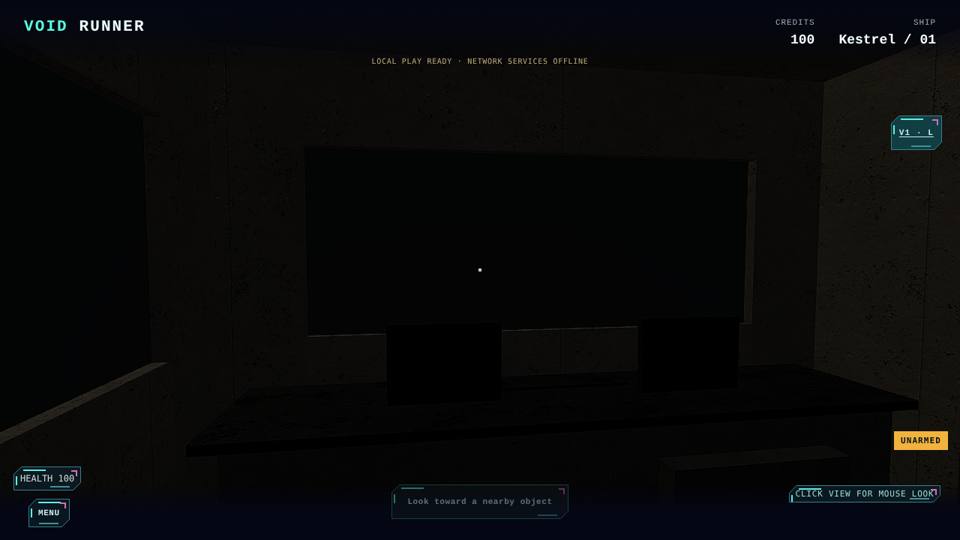 VOID RUNNER
CREDITS
100
SHIP
Kestrel / 01
LOCAL PLAY READY · NETWORK SERVICES OFFLINE
V1 · L
UNARMED
HEALTH 100
MENU
Look toward a nearby object
CLICK VIEW FOR MOUSE LOOK